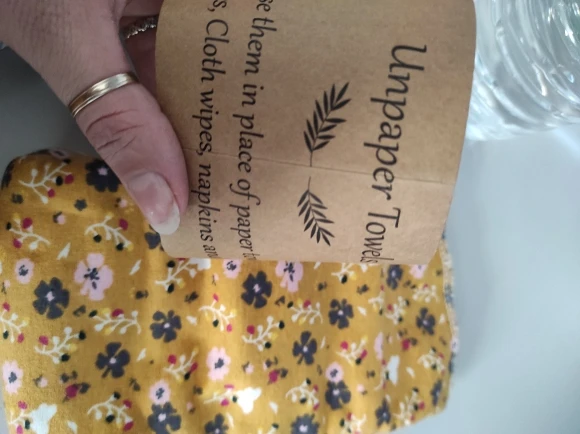 Unpaper Towels
them in place of paper
Cloth wipes, napkins